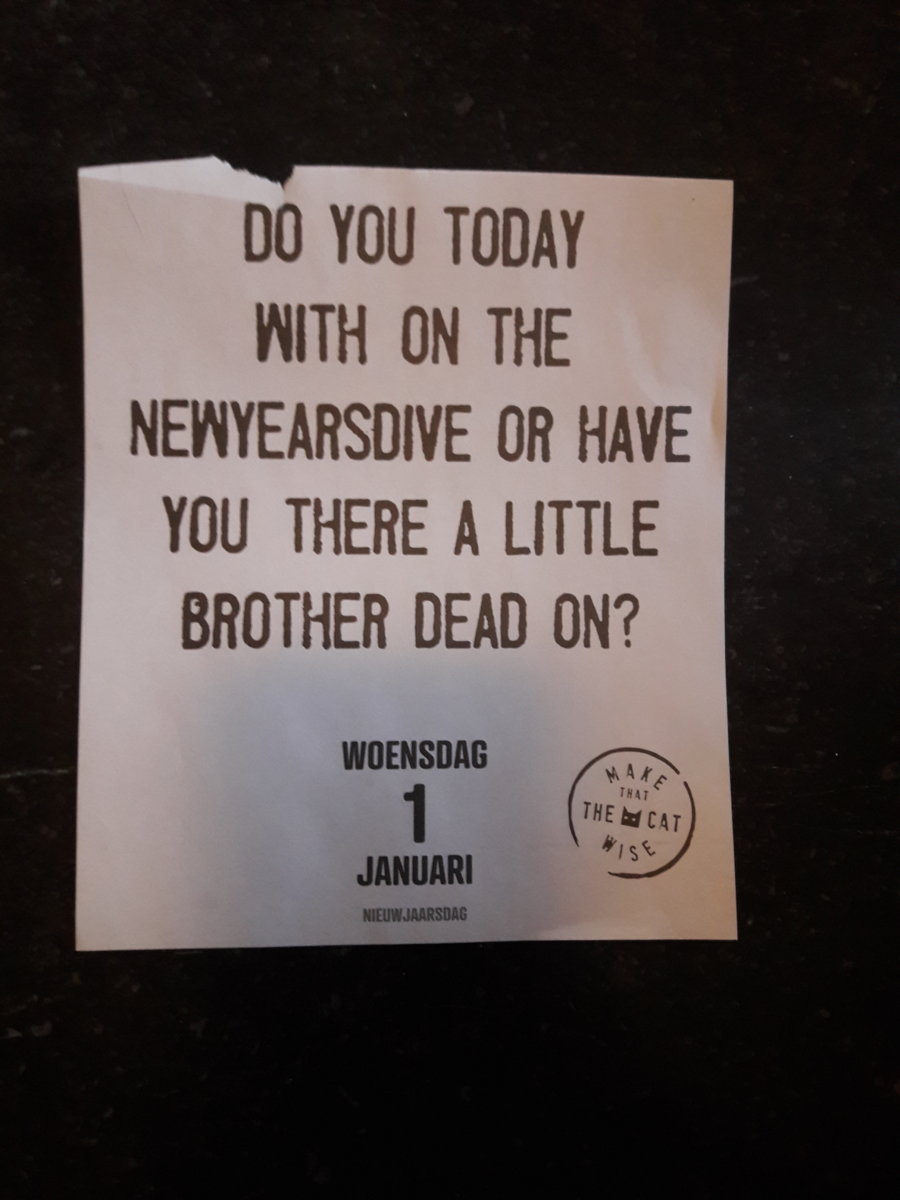 DO YOU TODAY
WITH ON THE
NEWYEARSDIVE OR HAVE
YOU THERE A LITTLE
BROTHER DEAD ON?
WOENSDAG
1
JANUARI
NIEUWJAARSDAG
MAKE
THAT
THE CAT
WISE